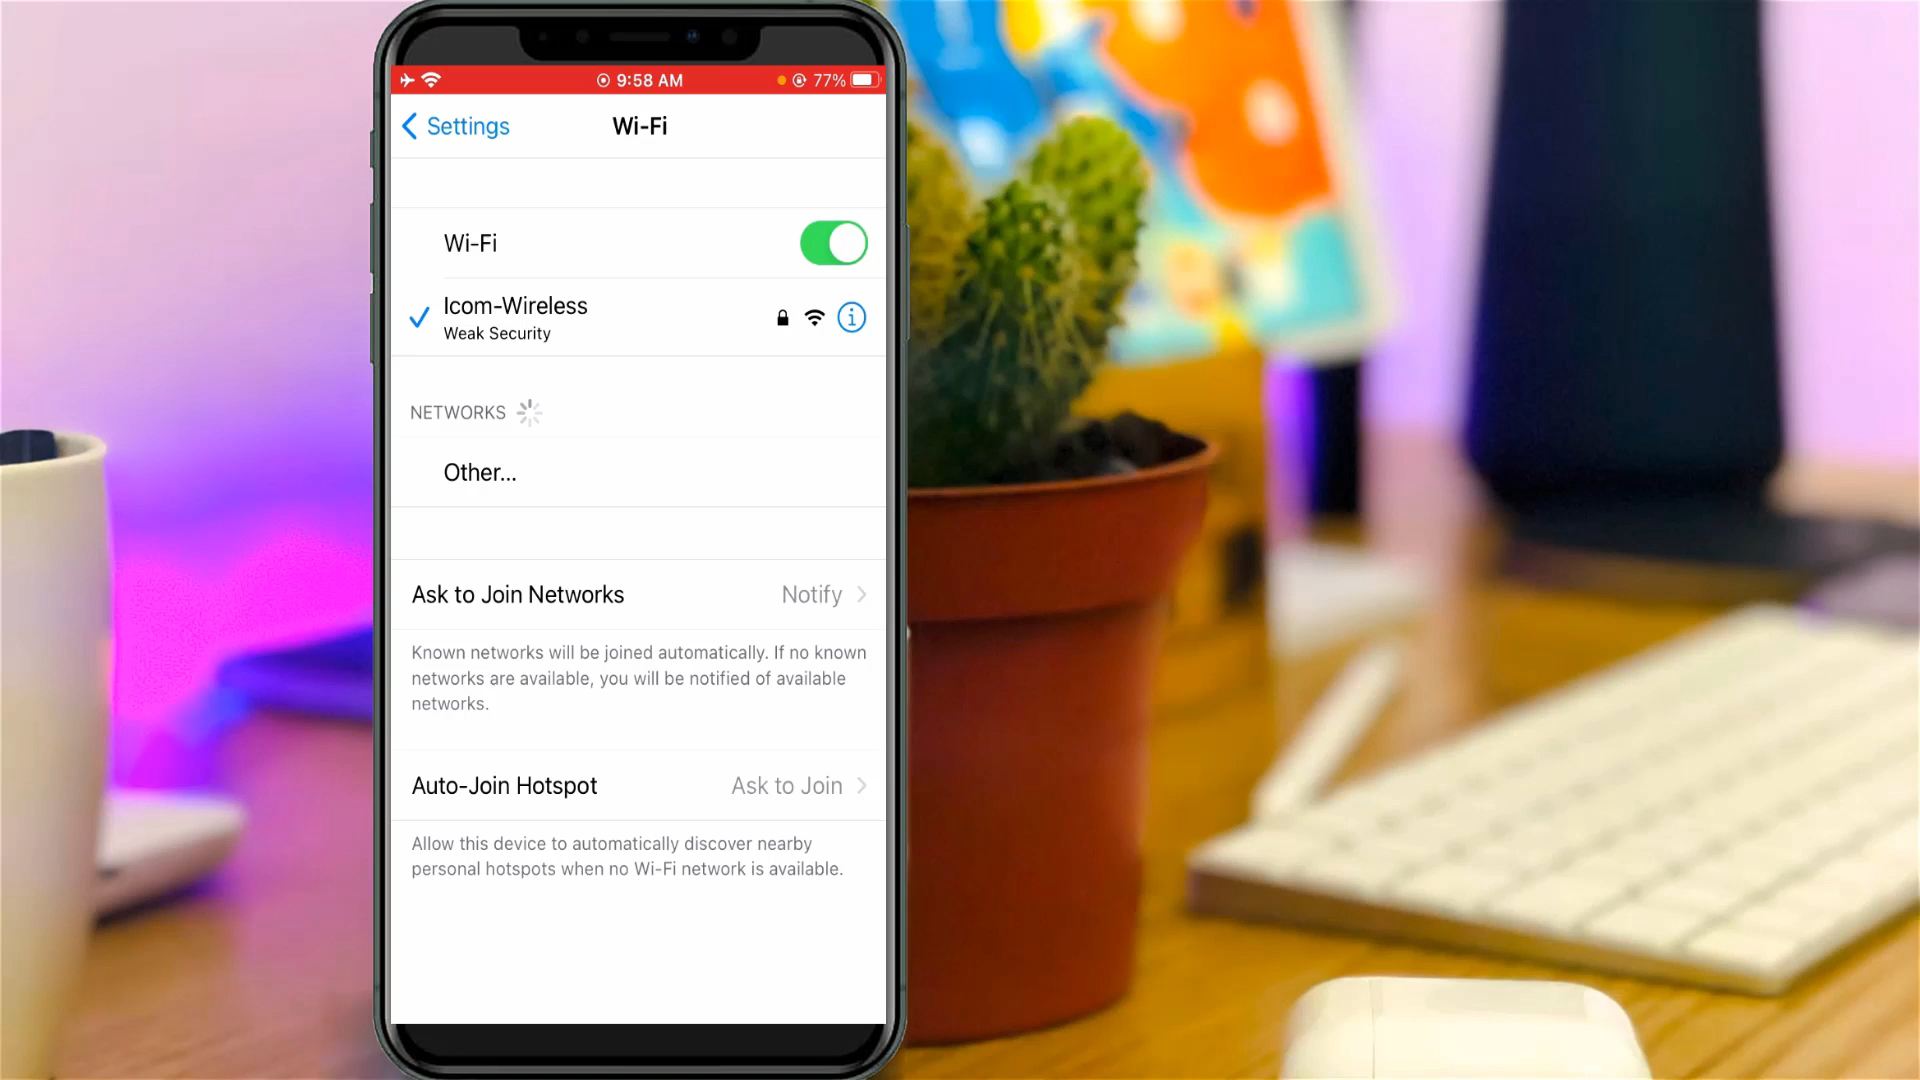 9:58 AM 77%
Settings Wi-Fi
Wi-Fi
Icom-Wireless
Weak Security
NETWORKS
Other...
Ask to Join Networks Notify
Known networks will be joined automatically. If no known
networks are available, you will be notified of available
networks.
Auto-Join Hotspot Ask to Join
Allow this device to automatically discover nearby
personal hotspots when no Wi-Fi network is available.